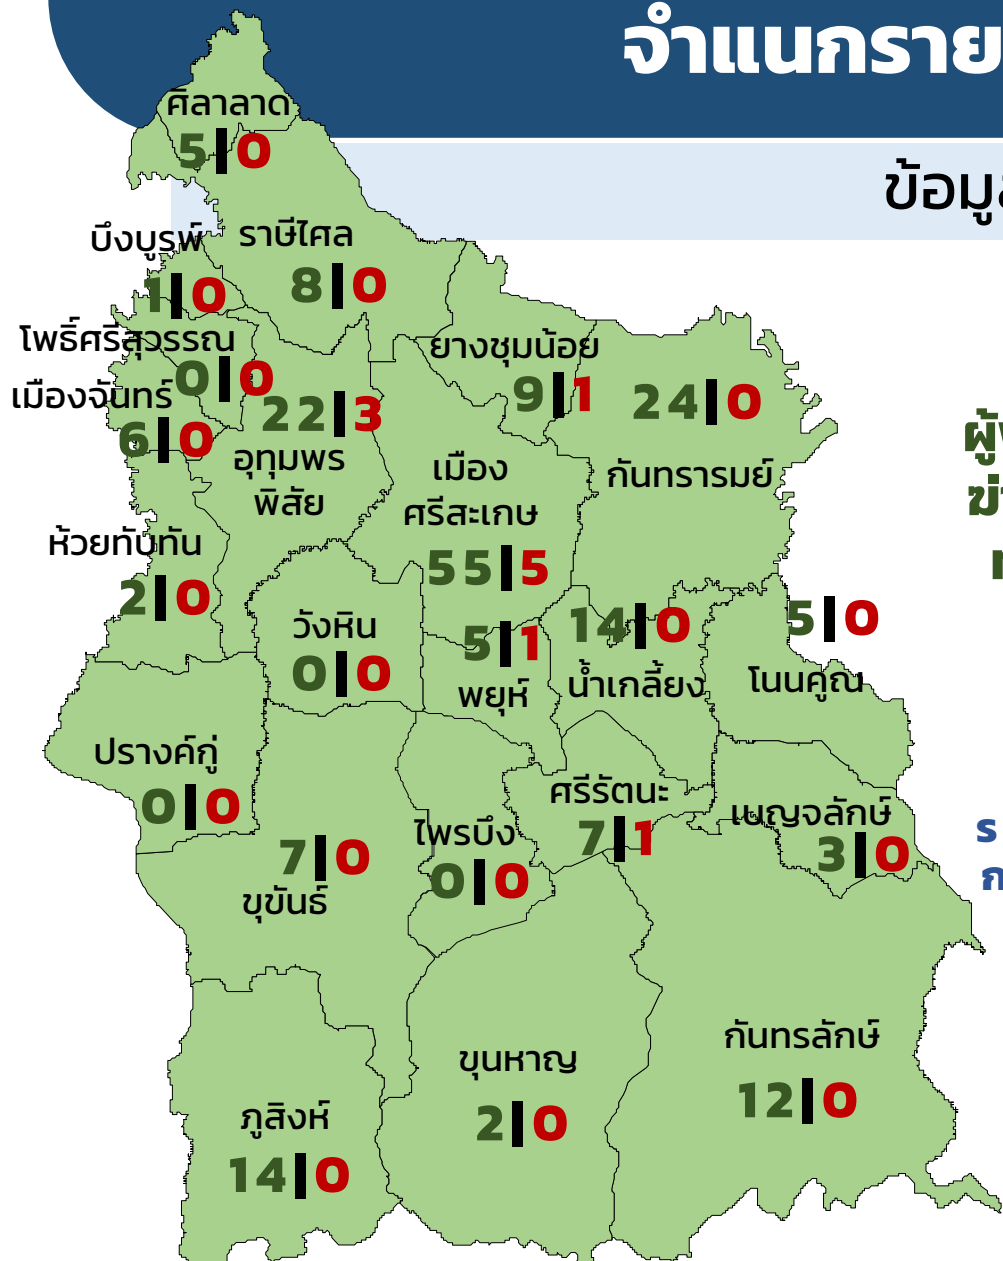 จำแนกราย
ศิลาลาด
5|0
บึงบูรพ์
1|0
ราษีไศล
8|0
โพธิ์ศรีสุวรรณ
0|0
เมืองจันทร์
6|0
22|3
อุทุมพร
พิสัย
ยางชุมน้อย
9|1
24|0
กันทรารมย์
เมือง
ศรีสะเกษ
55|5
ห้วยทับทัน
2|0
วังหิน
0|0
5|1
พยุห์
14|0
น้ำเกลี้ยง
5|0
โนนคูณ
ปรางค์กู่
0|0
7|0
ขุขันธ์
ไพรบึง
0|0
ศรีรัตนะ
7|1
เบญจลักษ์
3|0
กันทรลักษ์
12|0
ขุนหาญ
2|0
ภูสิงห์
14|0